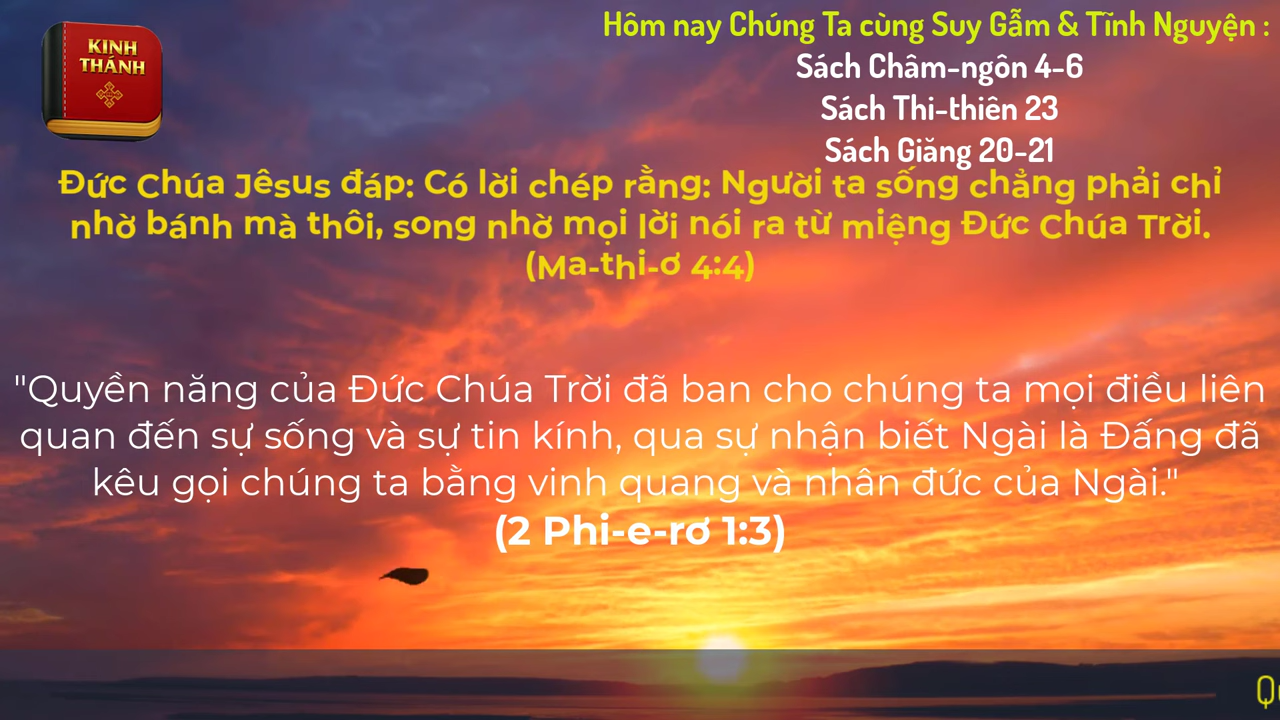 KINH
THÁNH
Hôm nay Chúng Ta cùng Suy Gẫm & Tĩnh Nguyện :
Sách Châm-ngôn 4-6
Sách Thi-thiên 23
Sách Giăng 20-21
Đức Chúa Jêsus đáp: Có lời chép rằng: Người ta sống chẳng phải chỉ
nhờ bánh mà thôi, song nhờ mọi lời nói ra từ miệng Đức Chúa Trời.
(Ma-thi-ơ 4:4)
"Quyền năng của Đức Chúa Trời đã ban cho chúng ta mọi điều liên
quan đến sự sống và sự tin kính, qua sự nhận biết Ngài là Đấng đã
kêu gọi chúng ta bằng vinh quang và nhân đức của Ngài."
(2 Phi-e-rơ 1:3)